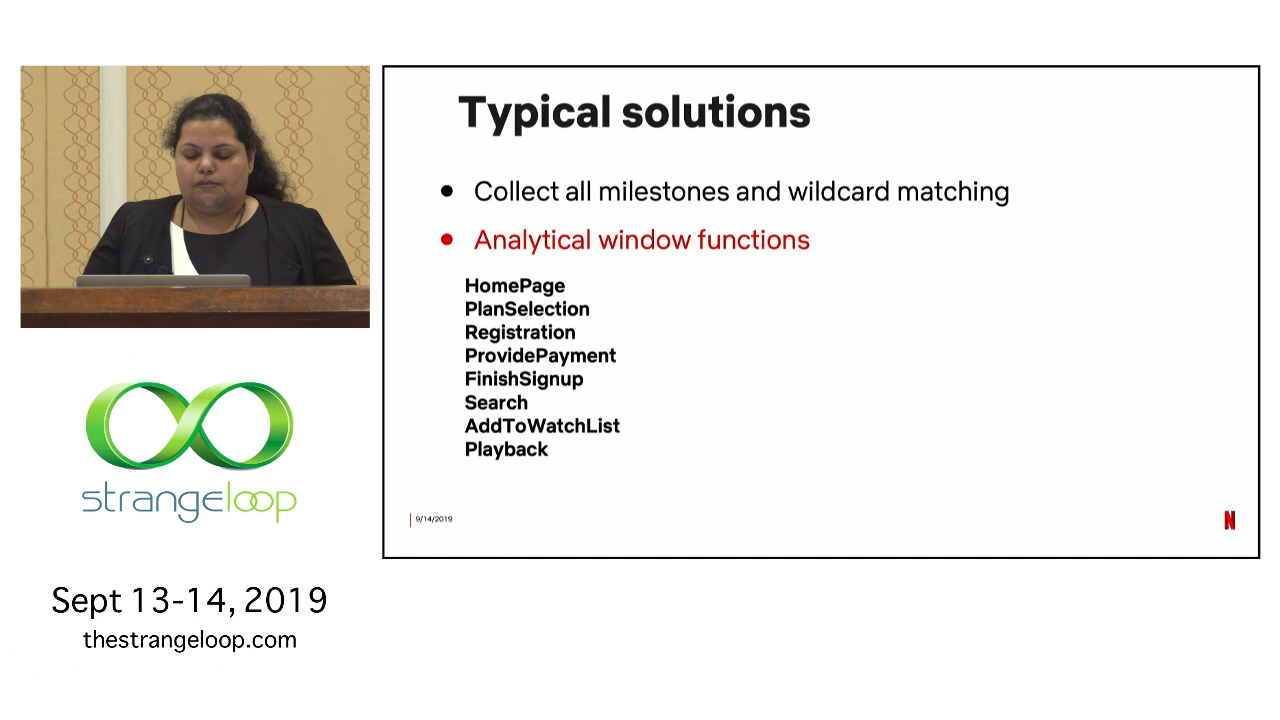 Typical solutions
• Collect all milestones and wildcard matching
• Analytical window functions
HomePage
PlanSelection
Registration
ProvidePayment
FinishSignup
Search
AddToWatchList
Playback
9/14/2019
N
strangeloop
Sept 13-14, 2019
thestrangeloop.com